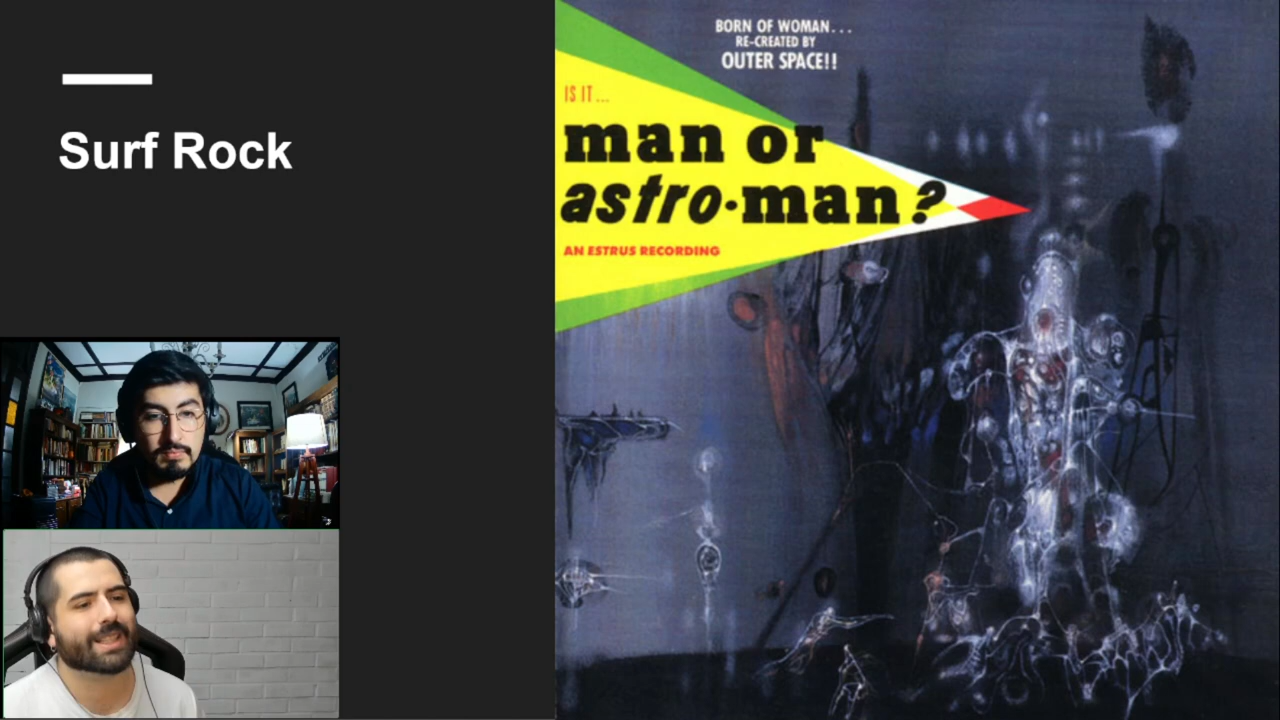 Surf Rock
BORN OF WOMAN...
RE-CREATED BY
OUTER SPACE!!
IS IT...
man or
astro·man?
AN ESTRUS RECORDING